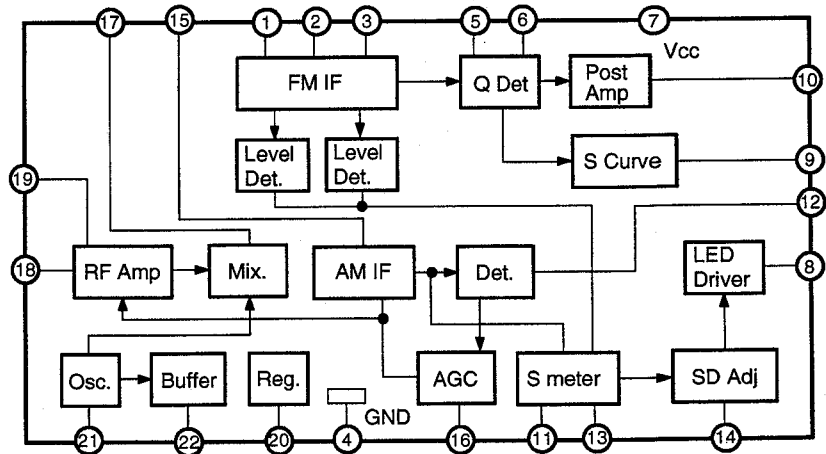 17
15
1
2
3
5
6
7
Vcc
FM IF
Q Det
Post
Amp
10
Level
Det.
Level
Det.
S Curve
9
19
12
18
RF Amp
Mix.
AM IF
Det.
LED
Driver
8
Osc.
Buffer
Reg.
GND
AGC
S meter
SD Adj
21
22
20
4
16
11
13
14